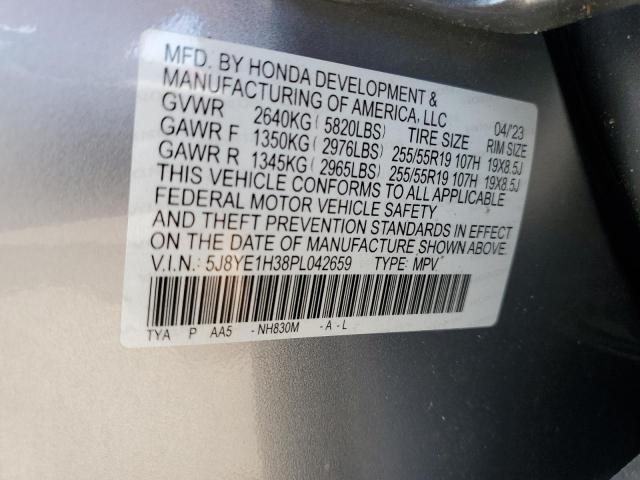 MFD. BY HONDA DEVELOPMENT &
MANUFACTURING OF AMERICA, LLC
GVWR 2640KG (5820LBS) TIRE SIZE 04/'23 RIM SIZE
GAWR F 1350KG (2976LBS) 255/55R19 107H 19X8.5J
GAWR R 1345KG (2965LBS) 255/55R19 107H 19X8.5J
THIS VEHICLE CONFORMS TO ALL APPLICABLE
FEDERAL MOTOR VEHICLE SAFETY
AND THEFT PREVENTION STANDARDS IN EFFECT
ON THE DATE OF MANUFACTURE SHOWN ABOVE.
V.I.N.: 5J8YE1H38PL042659 TYPE: MPV
TYA P AA5 - NH830M - A - L